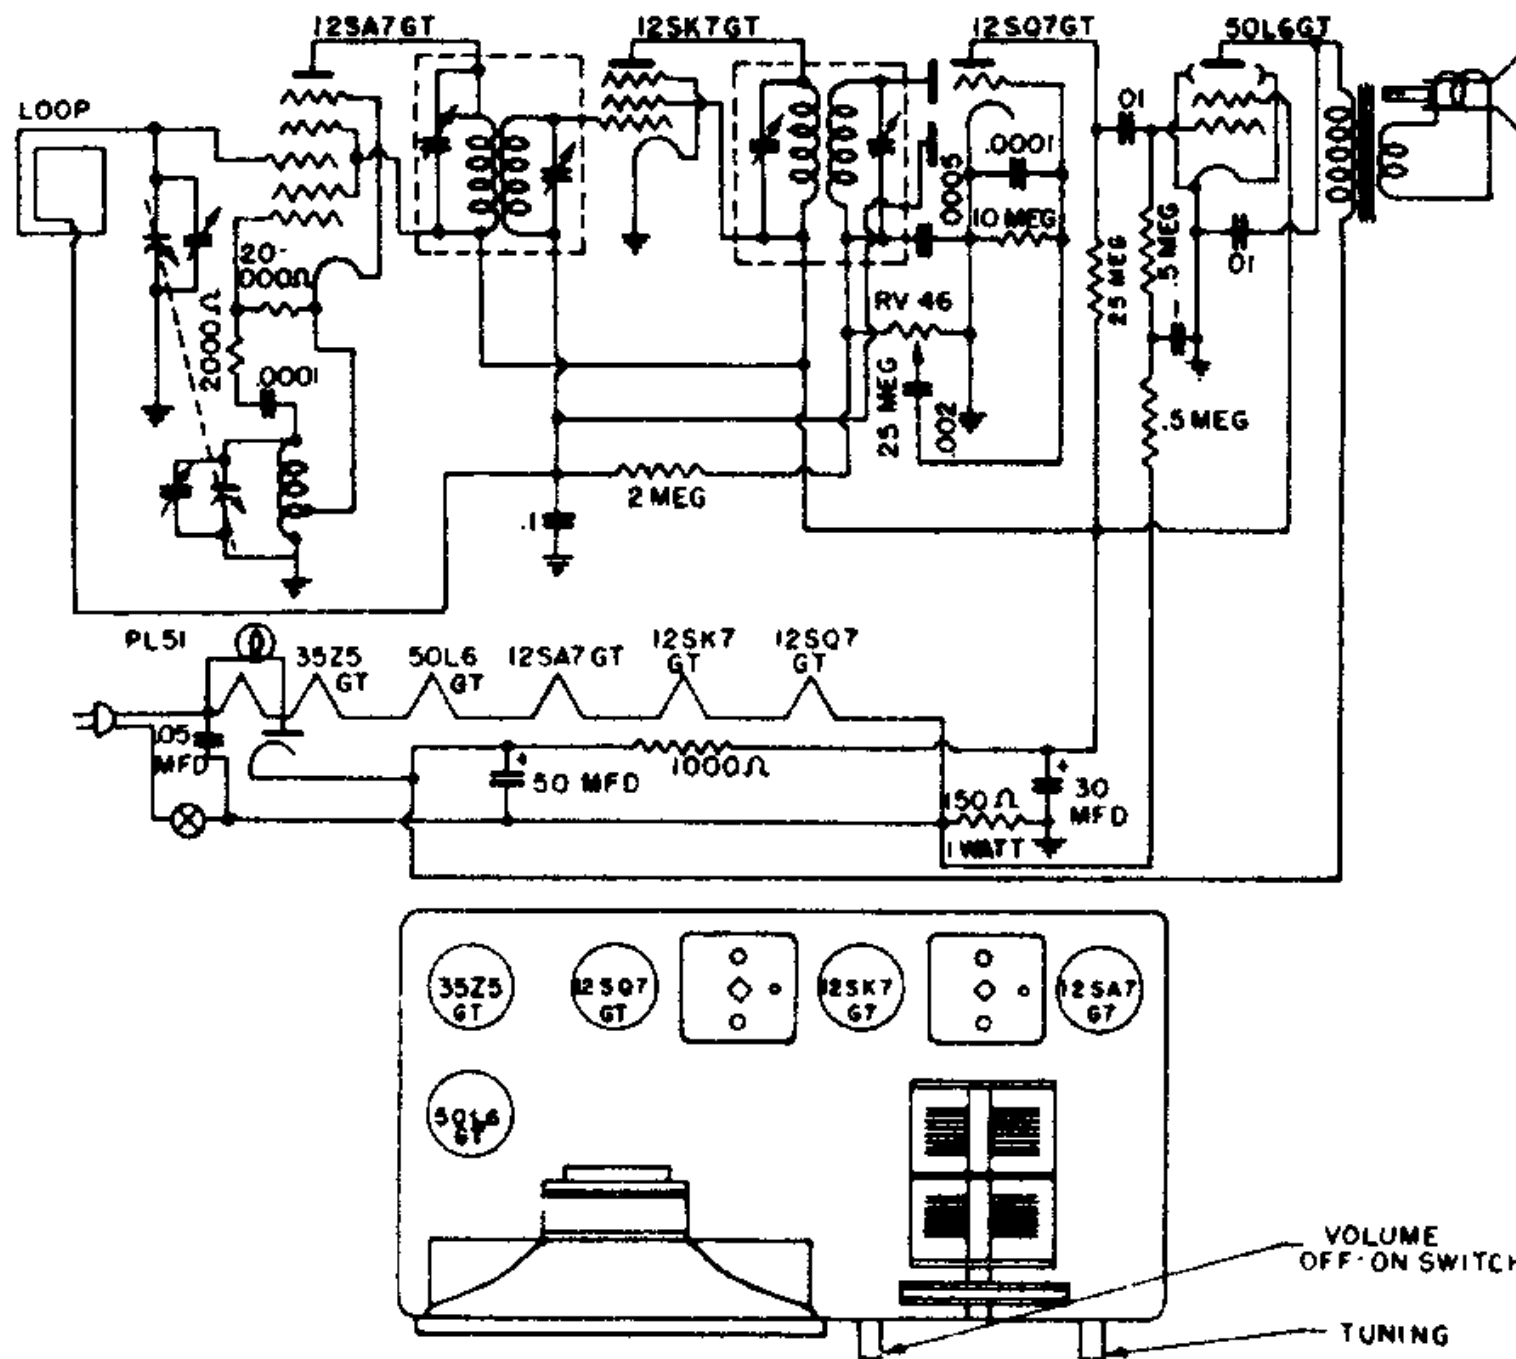 12SA7GT
12SK7GT
12SQ7GT
50L6GT
LOOP
.01
.0001
.0005
10 MEG
20-
000Ω
2000Ω
.0001
RV 46
25 MEG
.002
25 MEG
.5 MEG
.01
.5 MEG
2 MEG
.1
PL51
35Z5
GT
50L6
GT
12SA7GT
12SK7
GT
12SQ7
GT
.05
MFD
1000Ω
50 MFD
150Ω
1 WATT
30
MFD
35Z5
GT
12SQ7
GT
12SK7
G7
12SA7
G7
50L6
GT
VOLUME
OFF-ON SWITCH
TUNING